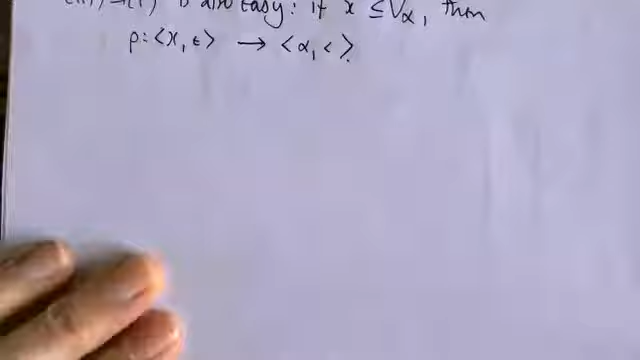 is also easy: if x ⊆ V_α, then
ρ: <x, ∈> → <α, <>.